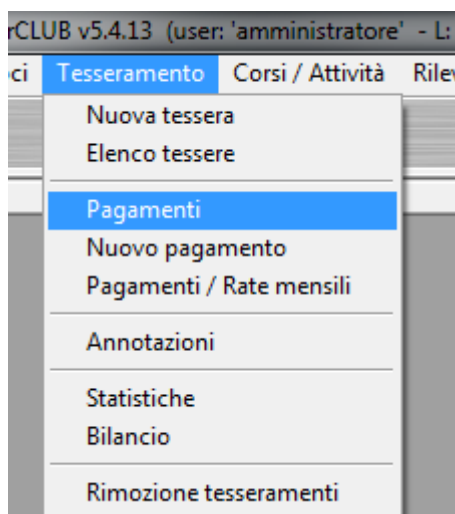 rCLUB v5.4.13 (user: 'amministratore' - L:
oci Tesseramento Corsi / Attività Rilev
Nuova tessera
Elenco tessere
Pagamenti
Nuovo pagamento
Pagamenti / Rate mensili
Annotazioni
Statistiche
Bilancio
Rimozione tesseramenti